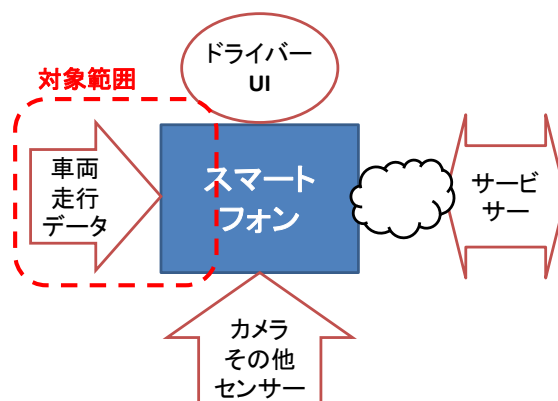 ドライバー
UI
対象範囲
車両
走行
データ
スマート
フォン
サービ
サー
カメラ
その他
センサー